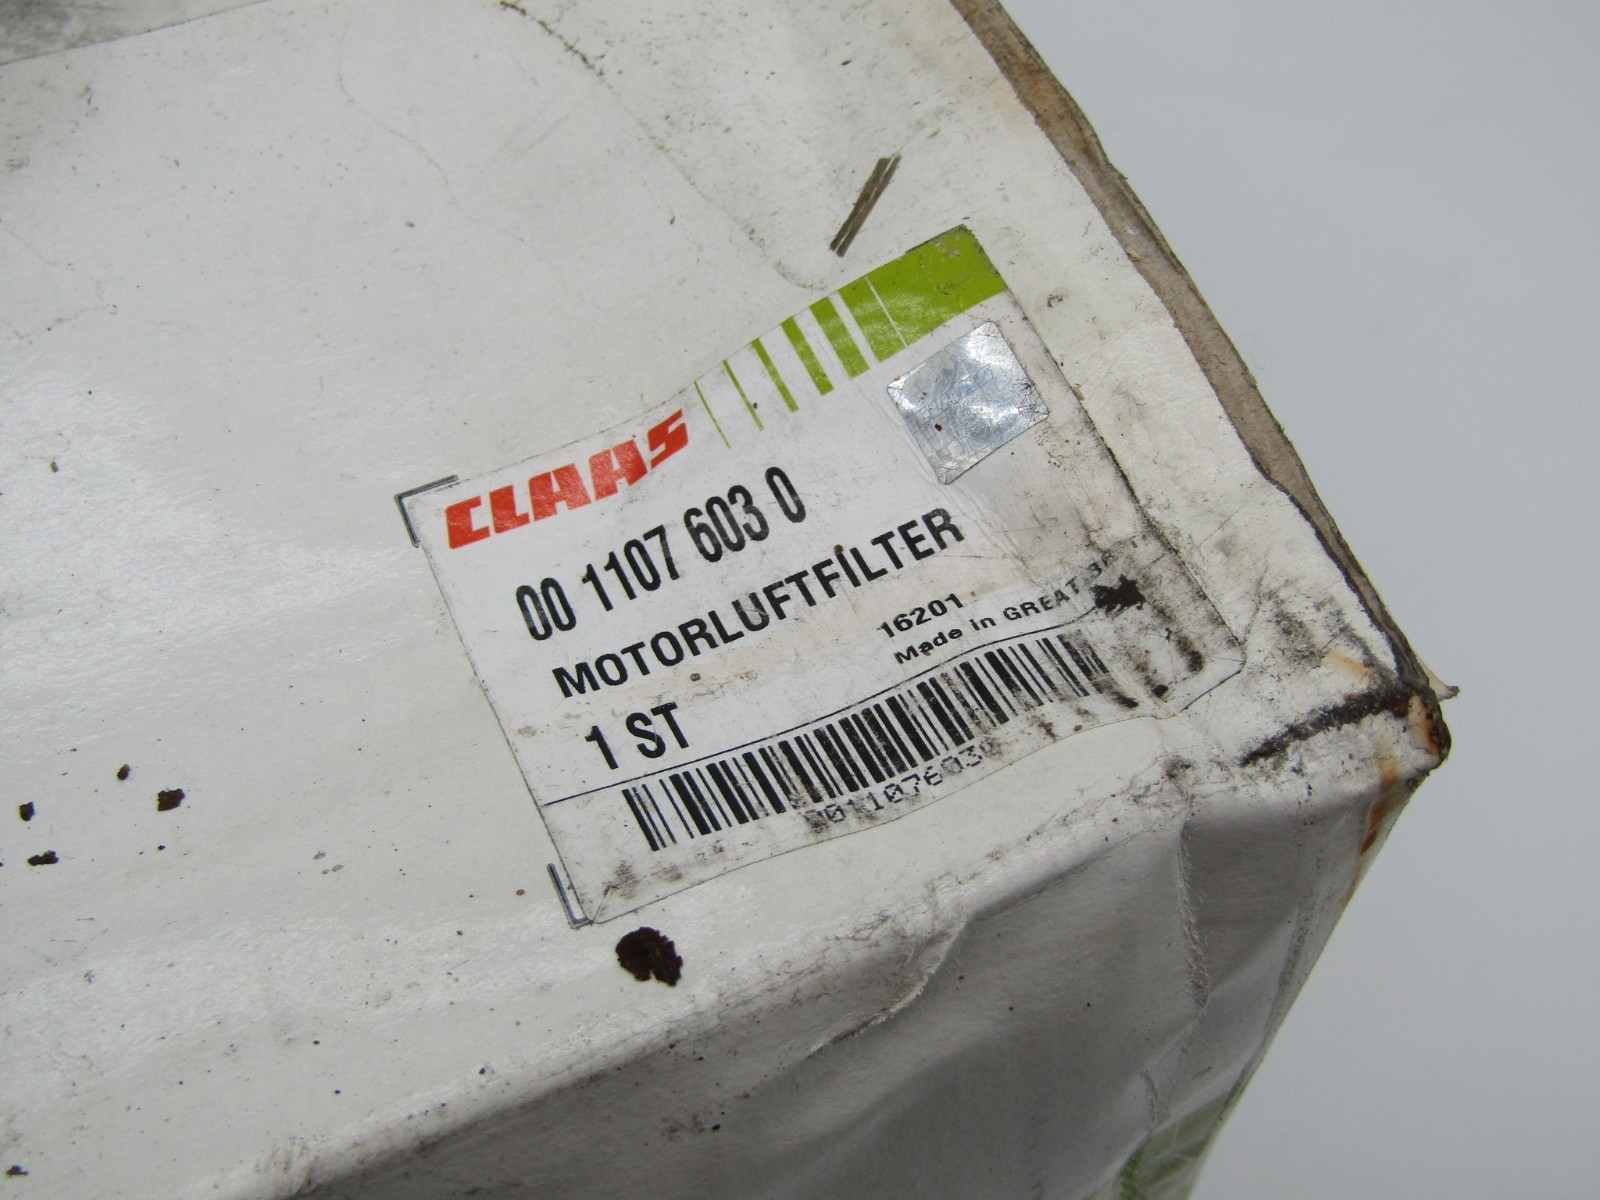 CLAAS
00 1107 603 0
MOTORLUFTFILTER
16201
Made in GREAT
1 ST